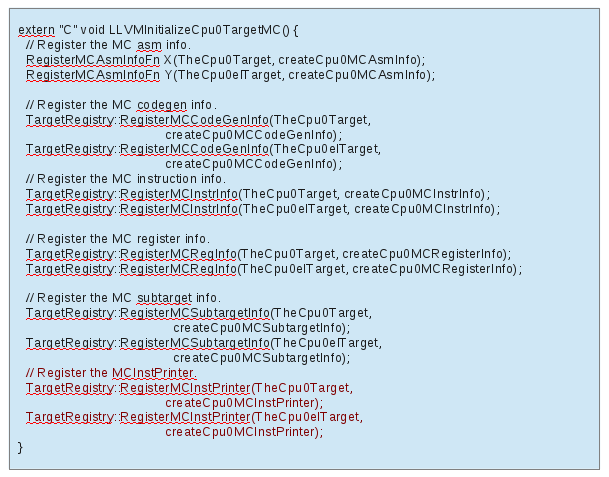 extern "C" void LLVMInitializeCpu0TargetMC() {
// Register the MC asm info.
RegisterMCAsmInfoFn X(TheCpu0Target, createCpu0MCAsmInfo);
RegisterMCAsmInfoFn Y(TheCpu0elTarget, createCpu0MCAsmInfo);
// Register the MC codegen info.
TargetRegistry::RegisterMCCodeGenInfo(TheCpu0Target,
createCpu0MCCodeGenInfo);
TargetRegistry::RegisterMCCodeGenInfo(TheCpu0elTarget,
createCpu0MCCodeGenInfo);
// Register the MC instruction info.
TargetRegistry::RegisterMCInstrInfo(TheCpu0Target, createCpu0MCInstrInfo);
TargetRegistry::RegisterMCInstrInfo(TheCpu0elTarget, createCpu0MCInstrInfo);
// Register the MC register info.
TargetRegistry::RegisterMCRegInfo(TheCpu0Target, createCpu0MCRegisterInfo);
TargetRegistry::RegisterMCRegInfo(TheCpu0elTarget, createCpu0MCRegisterInfo);
// Register the MC subtarget info.
TargetRegistry::RegisterMCSubtargetInfo(TheCpu0Target,
createCpu0MCSubtargetInfo);
TargetRegistry::RegisterMCSubtargetInfo(TheCpu0elTarget,
createCpu0MCSubtargetInfo);
// Register the MCInstPrinter.
TargetRegistry::RegisterMCInstPrinter(TheCpu0Target,
createCpu0MCInstPrinter);
TargetRegistry::RegisterMCInstPrinter(TheCpu0elTarget,
createCpu0MCInstPrinter);
}